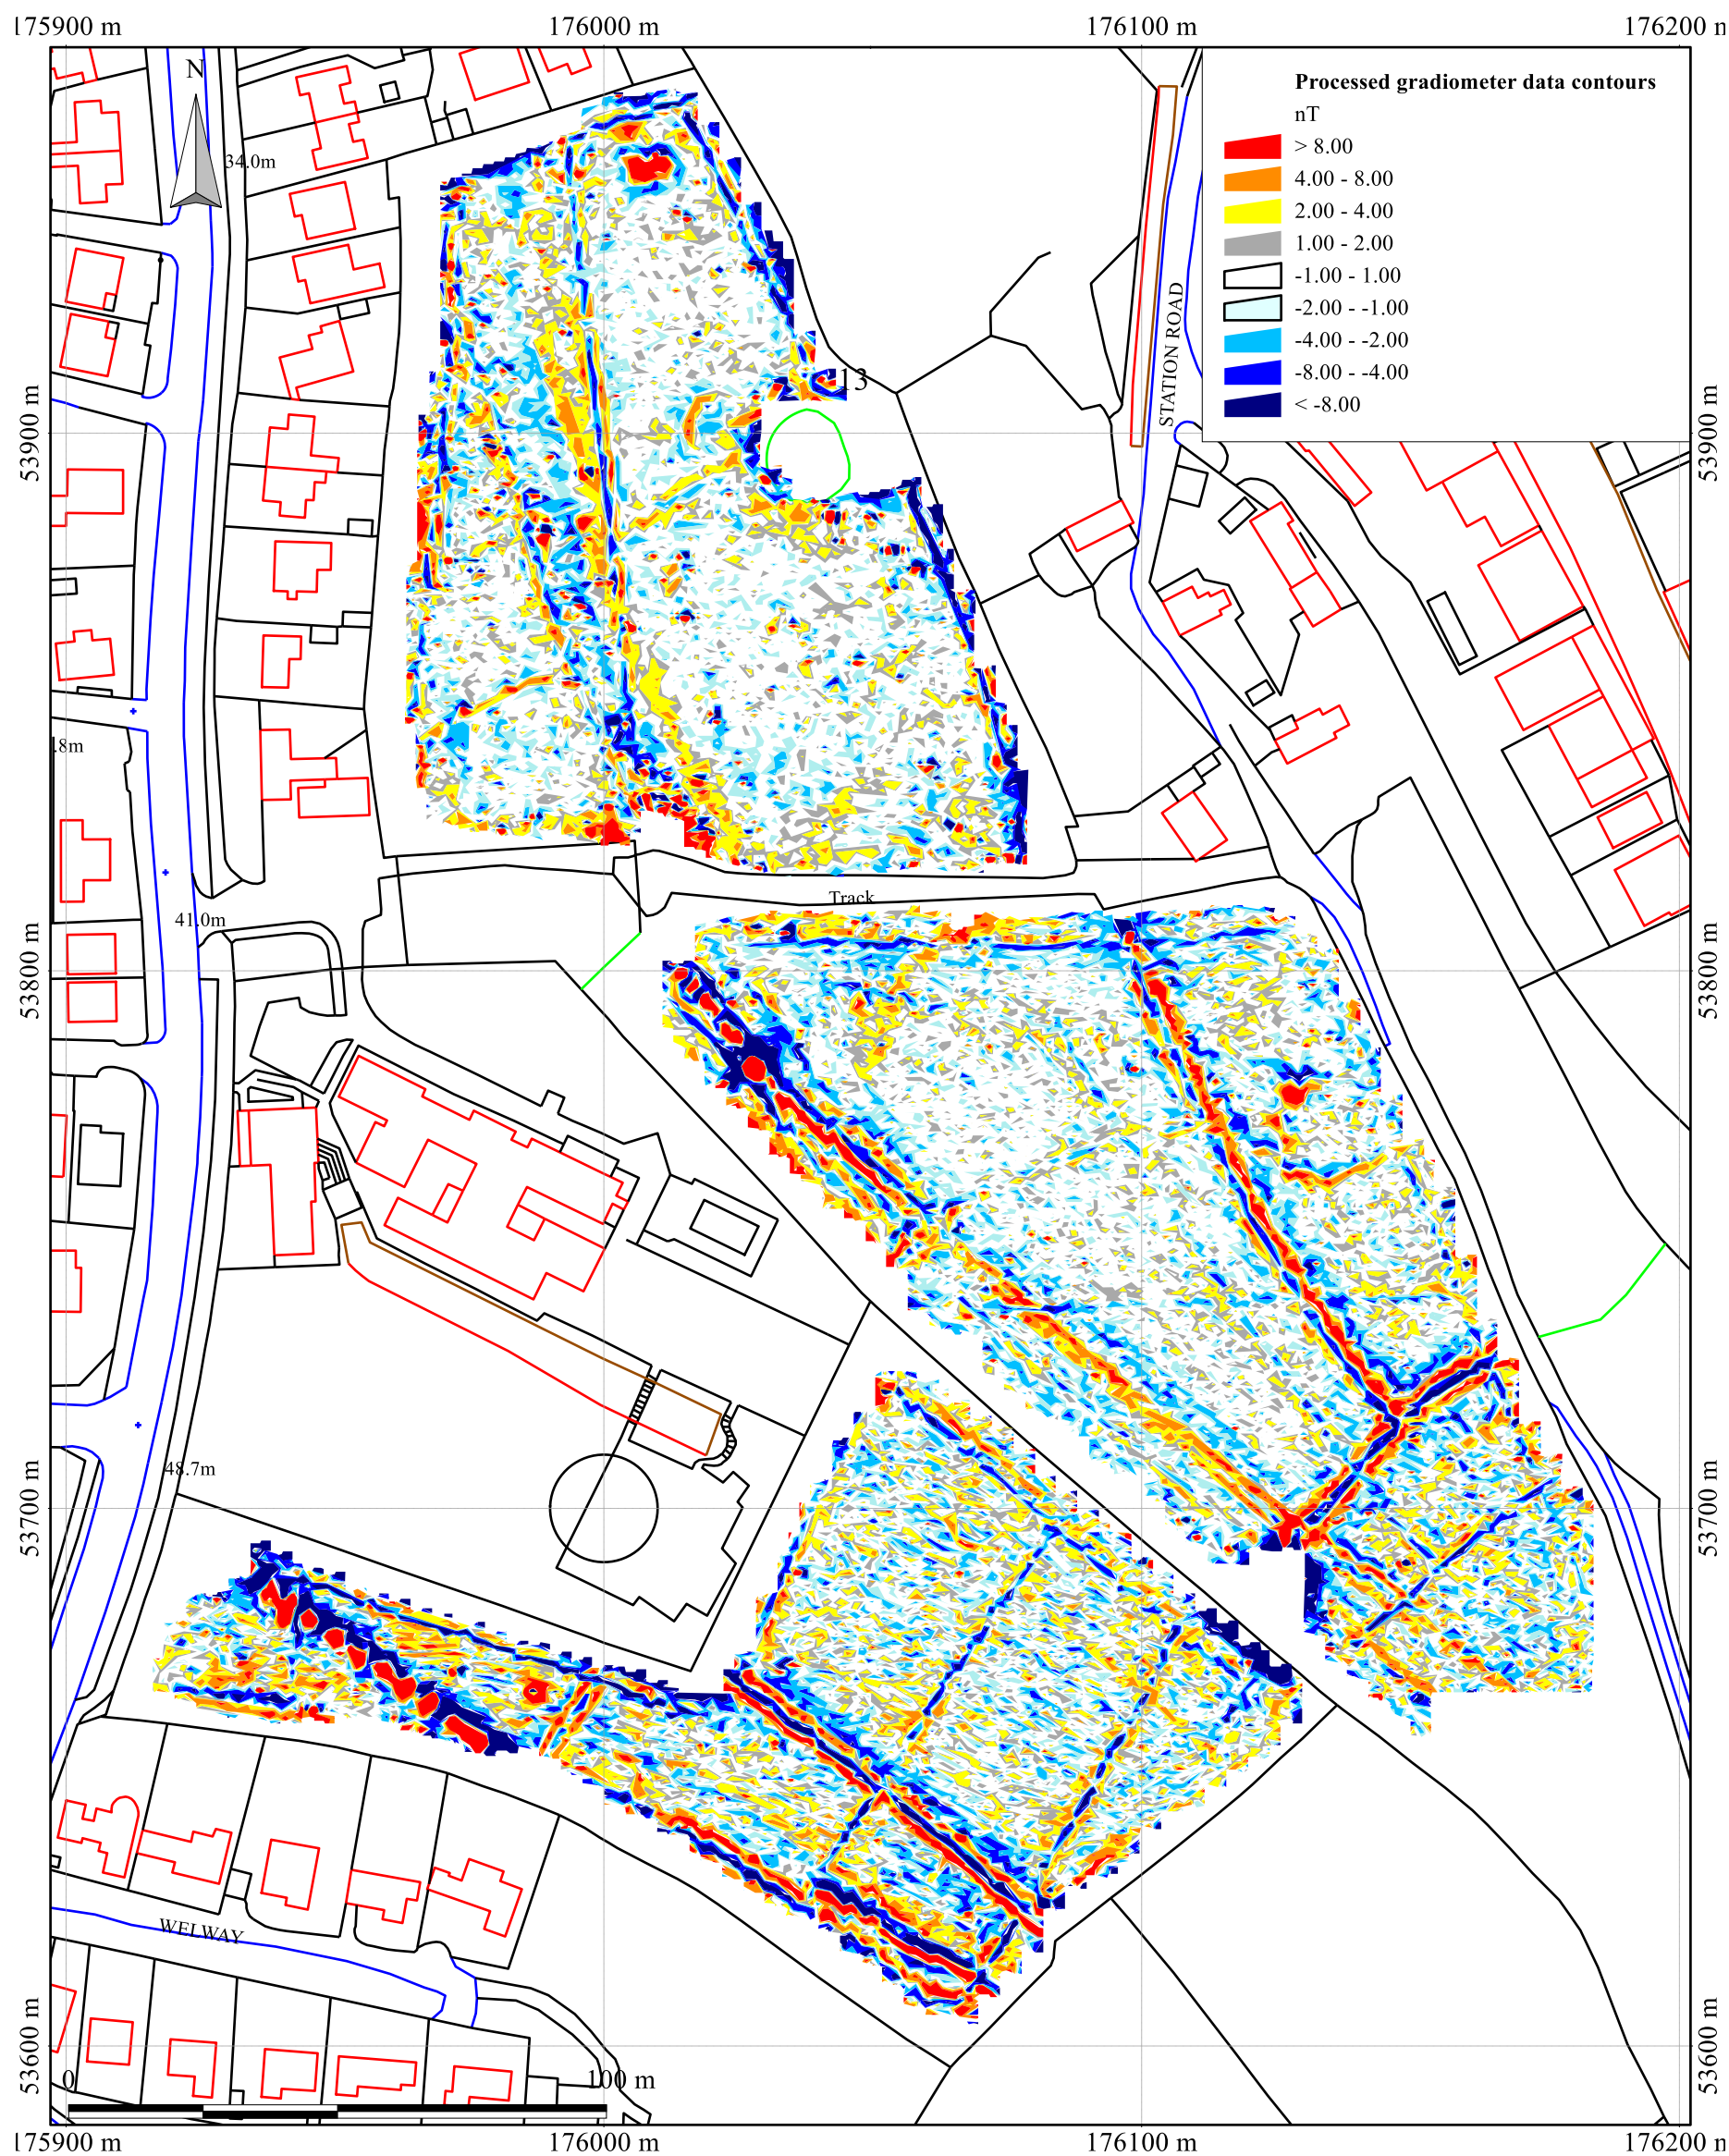 175900 m
176000 m
176100 m
176200 m
N
34.0m
Processed gradiometer data contours
nT
> 8.00
4.00 - 8.00
2.00 - 4.00
1.00 - 2.00
-1.00 - 1.00
-2.00 - -1.00
-4.00 - -2.00
-8.00 - -4.00
< -8.00
STATION ROAD
13
53900 m
53900 m
.8m
Track
41.0m
53800 m
53800 m
48.7m
53700 m
53700 m
WELWAY
53600 m
53600 m
0
100 m
175900 m
176000 m
176100 m
176200 m